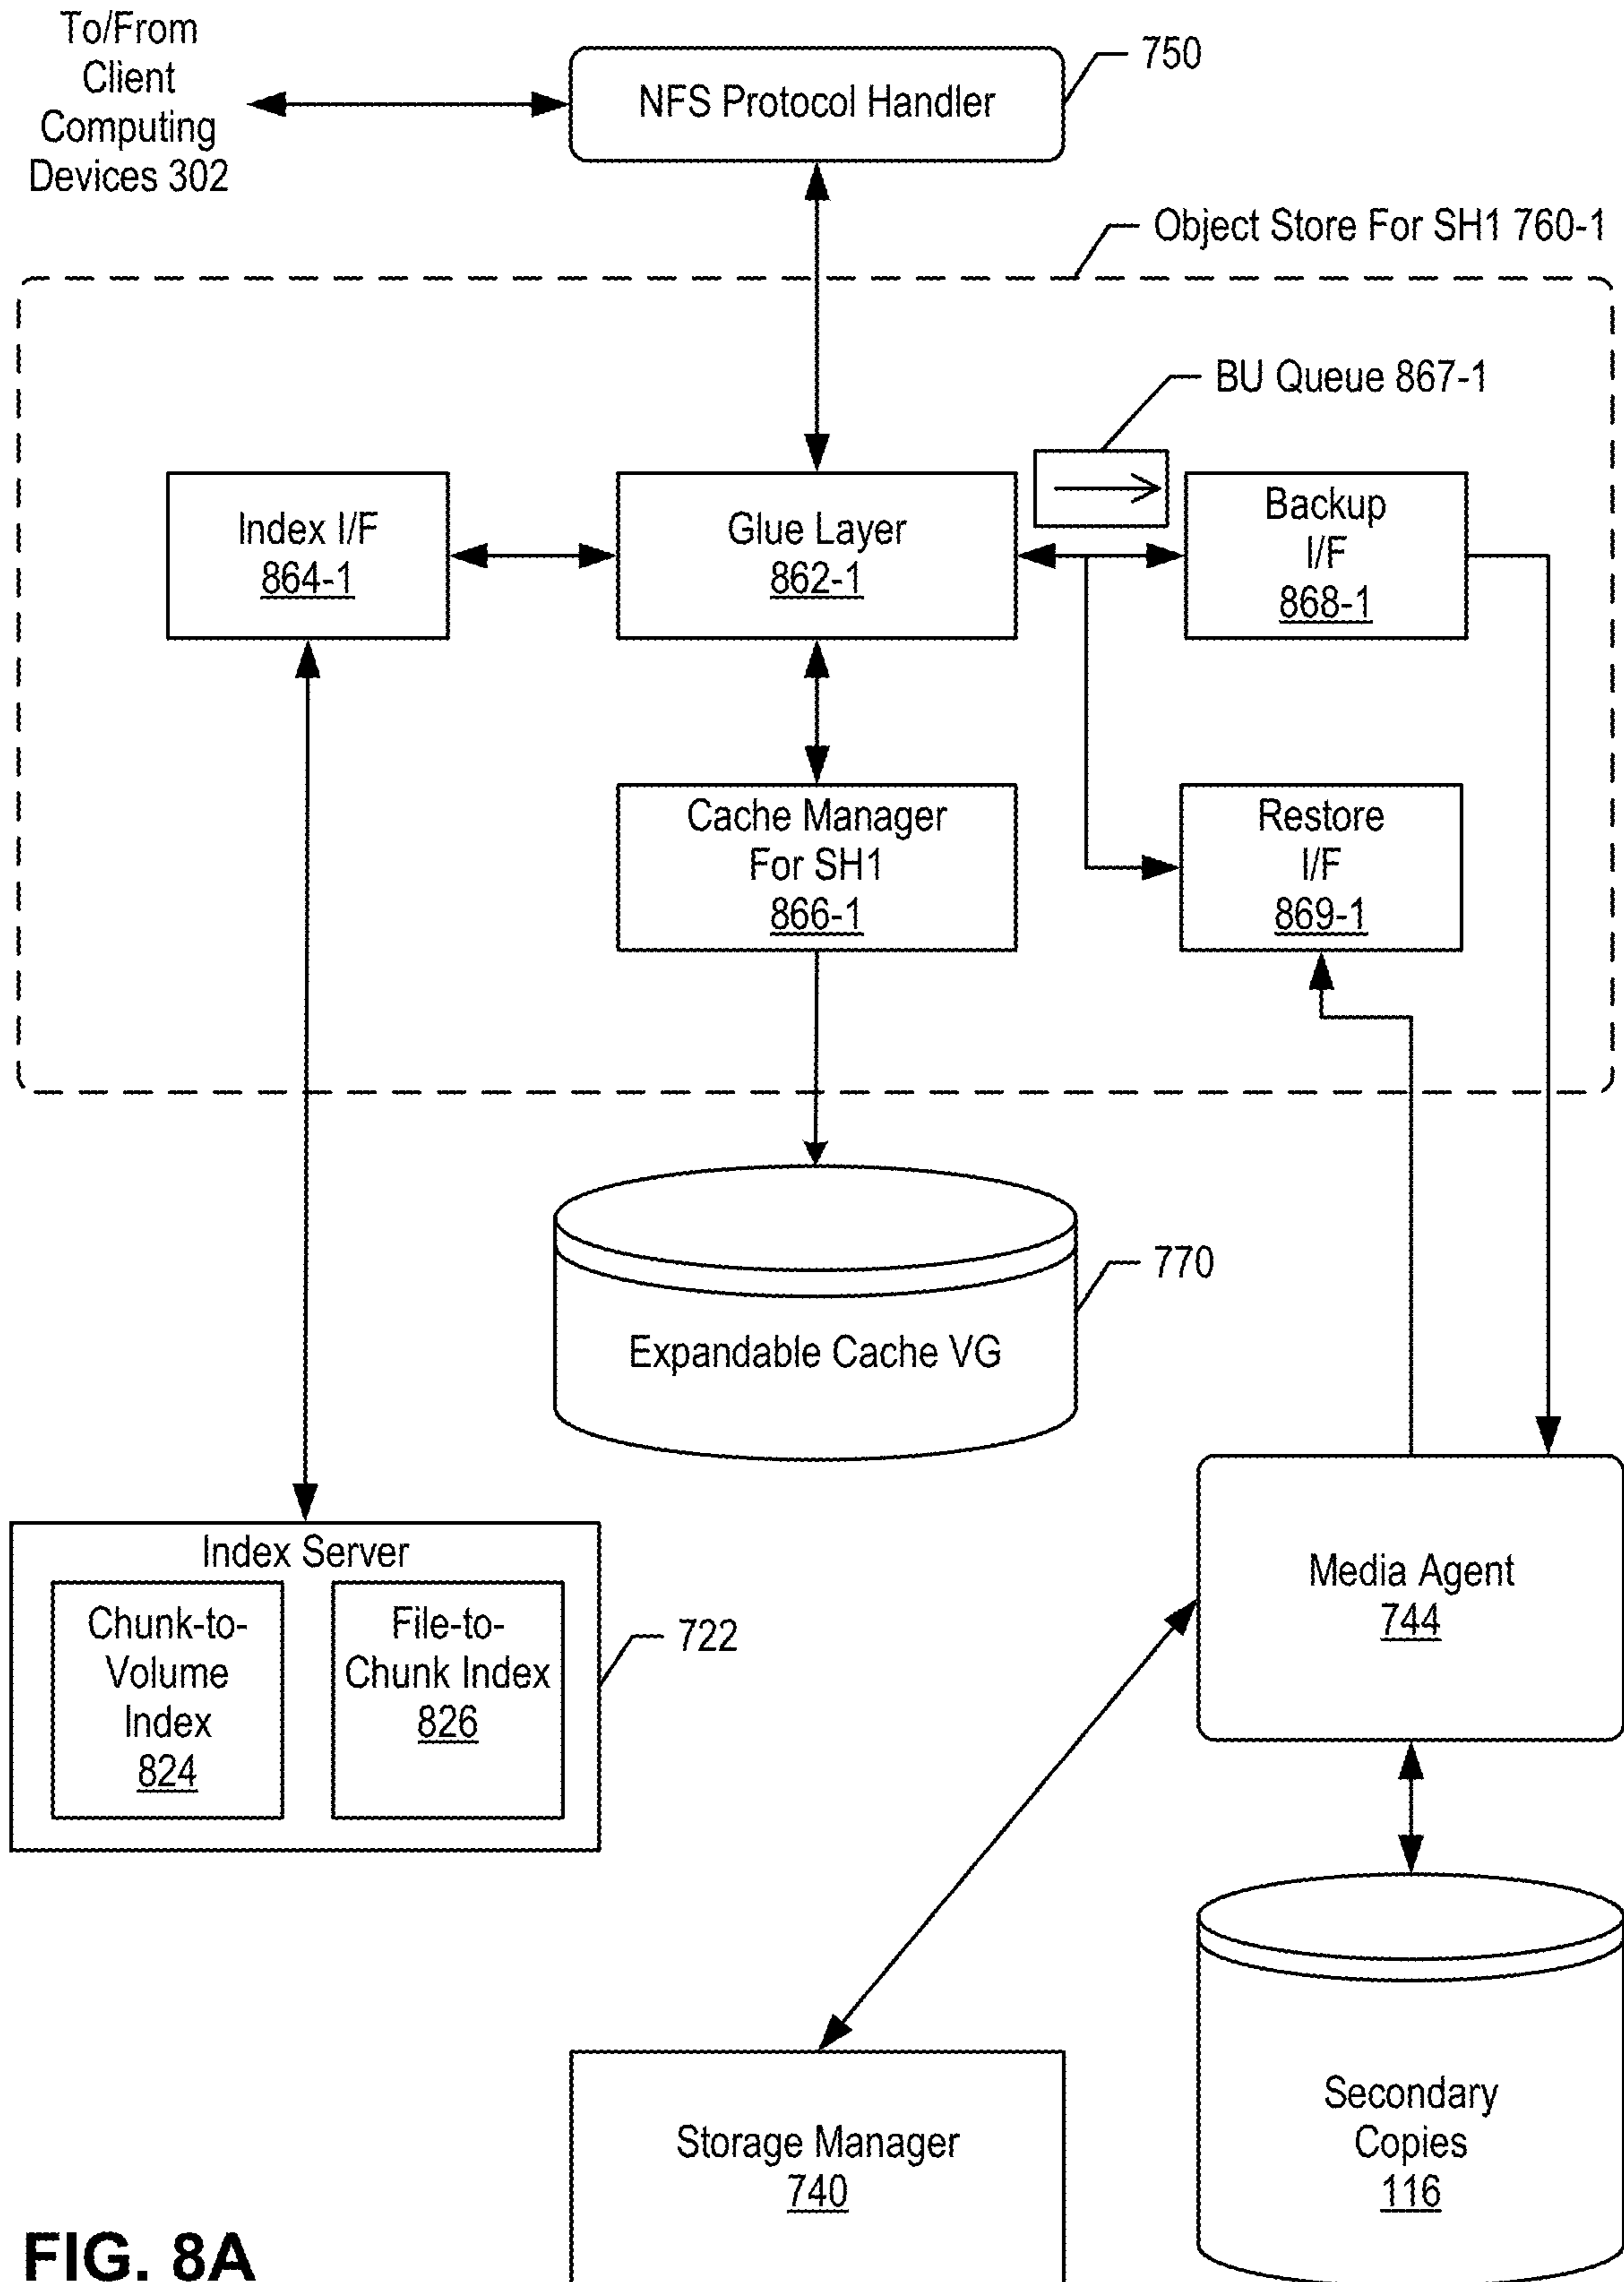 To/From
Client
Computing
Devices 302
NFS Protocol Handler
750
Object Store For SH1 760-1
BU Queue 867-1
Index I/F
864-1
Glue Layer
862-1
Backup
I/F
868-1
Cache Manager
For SH1
866-1
Restore
I/F
869-1
Expandable Cache VG
770
Index Server
Chunk-to-
Volume
Index
824
File-to-
Chunk Index
826
722
Media Agent
744
Storage Manager
740
Secondary
Copies
116
FIG. 8A